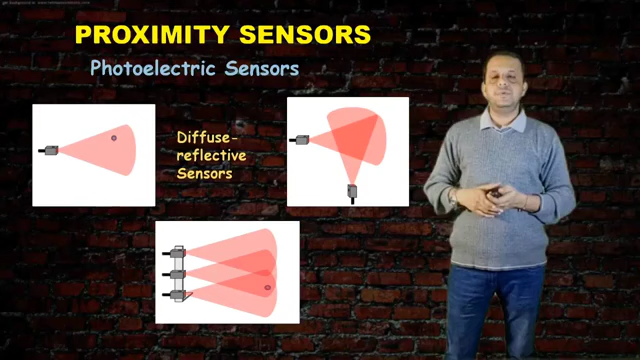 PROXIMITY SENSORS
Photoelectric Sensors
Diffuse-
reflective
Sensors